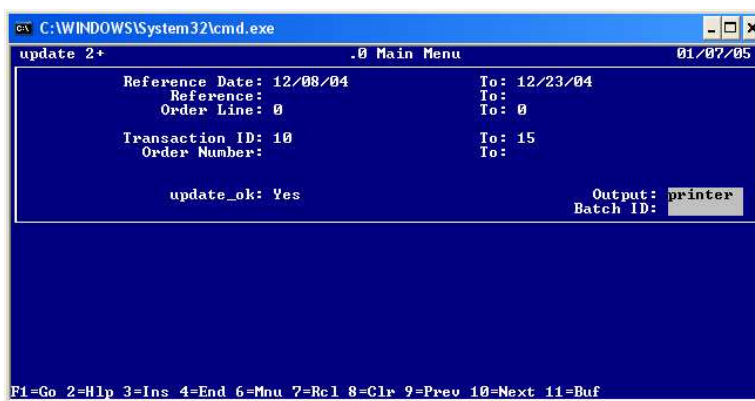 C:\WINDOWS\System32\cmd.exe
update 2+ .0 Main Menu 01/07/05
Reference Date: 12/08/04 To: 12/23/04
Reference: To:
Order Line: 0 To: 0
Transaction ID: 10 To: 15
Order Number: To:
update_ok: Yes Output: printer
Batch ID:
F1=Go 2=Hlp 3=Ins 4=End 6=Mnu 7=Rcl 8=Clr 9=Prev 10=Next 11=Buf